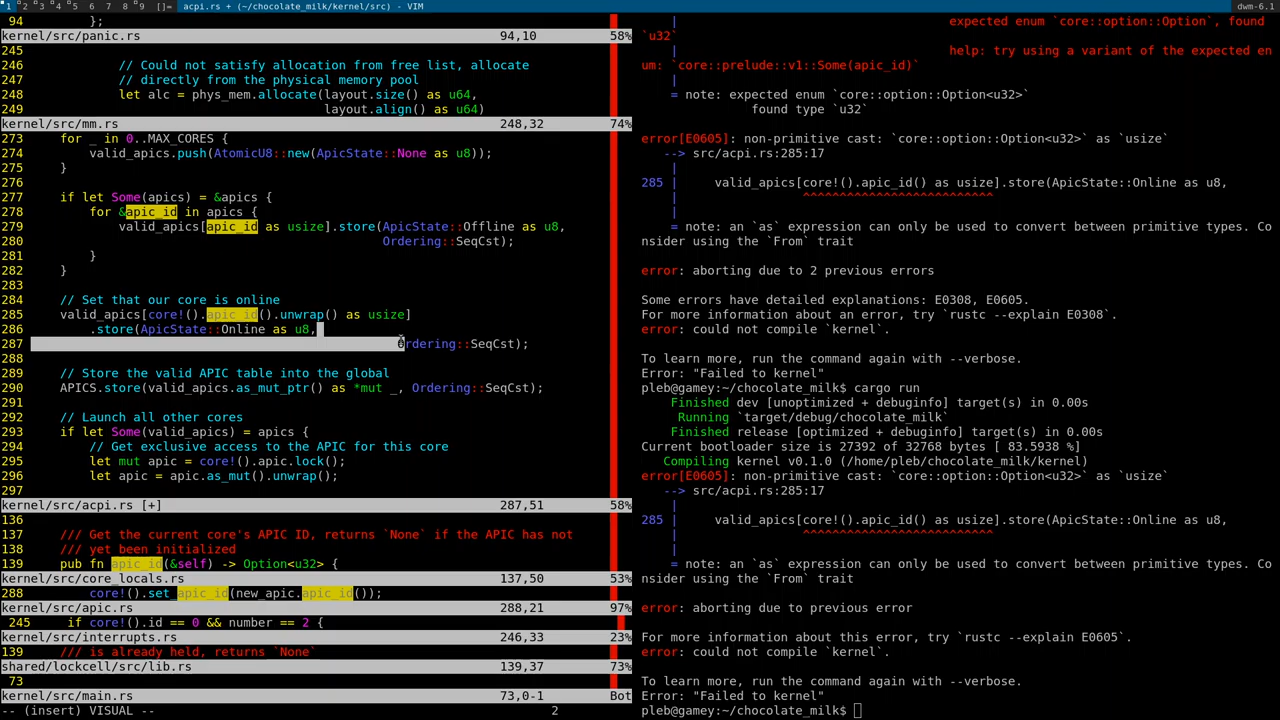 1 2 3 4 5 6 7 8 9 []= acpi.rs + (~/chocolate_milk/kernel/src) - VIM dwm-6.1
94 };
kernel/src/panic.rs 94,10 58%
245
246 // Could not satisfy allocation from free list, allocate
247 // directly from the physical memory pool
248 let alc = phys_mem.allocate(layout.size() as u64,
249 layout.align() as u64)
kernel/src/mm.rs 248,32 74%
273 for _ in 0..MAX_CORES {
274 valid_apics.push(AtomicU8::new(ApicState::None as u8));
275 }
276
277 if let Some(apics) = &apics {
278 for &apic_id in apics {
279 valid_apics[apic_id as usize].store(ApicState::Offline as u8,
280 Ordering::SeqCst);
281 }
282 }
283
284 // Set that our core is online
285 valid_apics[core!().apic_id().unwrap() as usize]
286 .store(ApicState::Online as u8,
287 Ordering::SeqCst);
288
289 // Store the valid APIC table into the global
290 APICS.store(valid_apics.as_mut_ptr() as *mut _, Ordering::SeqCst);
291
292 // Launch all other cores
293 if let Some(valid_apics) = apics {
294 // Get exclusive access to the APIC for this core
295 let mut apic = core!().apic.lock();
296 let apic = apic.as_mut().unwrap();
297
kernel/src/acpi.rs [+] 287,51 58%
136
137 /// Get the current core's APIC ID, returns `None` if the APIC has not
138 /// yet been initialized
139 pub fn apic_id(&self) -> Option<u32> {
kernel/src/core_locals.rs 137,50 53%
288 core!().set_apic_id(new_apic.apic_id());
kernel/src/apic.rs 288,21 97%
245 if core!().id == 0 && number == 2 {
kernel/src/interrupts.rs 246,33 23%
139 /// is already held, returns `None`
shared/lockcell/src/lib.rs 139,37 73%
73
kernel/src/main.rs 73,0-1 Bot
-- (insert) VISUAL -- 2
| expected enum `core::option::Option`, found
`u32`
| help: try using a variant of the expected en
um: `core::prelude::v1::Some(apic_id)`
|
= note: expected enum `core::option::Option<u32>`
found type `u32`
error[E0605]: non-primitive cast: `core::option::Option<u32>` as `usize`
--> src/acpi.rs:285:17
|
285 | valid_apics[core!().apic_id() as usize].store(ApicState::Online as u8,
| ^^^^^^^^^^^^^^^^^^^^^^^^^^
|
= note: an `as` expression can only be used to convert between primitive types. Co
nsider using the `From` trait
error: aborting due to 2 previous errors
Some errors have detailed explanations: E0308, E0605.
For more information about an error, try `rustc --explain E0308`.
error: could not compile `kernel`.
To learn more, run the command again with --verbose.
Error: "Failed to kernel"
pleb@gamey:~/chocolate_milk$ cargo run
Finished dev [unoptimized + debuginfo] target(s) in 0.00s
Running `target/debug/chocolate_milk`
Finished release [optimized + debuginfo] target(s) in 0.00s
Current bootloader size is 27392 of 32768 bytes [ 83.5938 %]
Compiling kernel v0.1.0 (/home/pleb/chocolate_milk/kernel)
error[E0605]: non-primitive cast: `core::option::Option<u32>` as `usize`
--> src/acpi.rs:285:17
|
285 | valid_apics[core!().apic_id() as usize].store(ApicState::Online as u8,
| ^^^^^^^^^^^^^^^^^^^^^^^^^^
|
= note: an `as` expression can only be used to convert between primitive types. Co
nsider using the `From` trait
error: aborting due to previous error
For more information about this error, try `rustc --explain E0605`.
error: could not compile `kernel`.
To learn more, run the command again with --verbose.
Error: "Failed to kernel"
pleb@gamey:~/chocolate_milk$